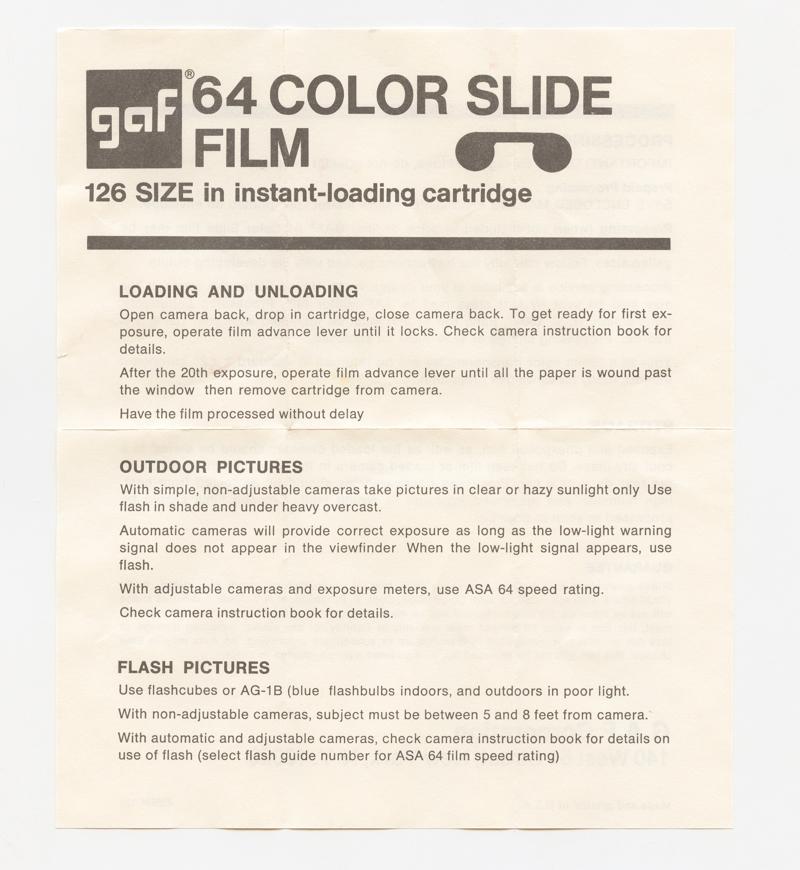 gaf® 64 COLOR SLIDE
FILM
126 SIZE in instant-loading cartridge
LOADING AND UNLOADING
Open camera back, drop in cartridge, close camera back. To get ready for first ex-
posure, operate film advance lever until it locks. Check camera instruction book for
details.
After the 20th exposure, operate film advance lever until all the paper is wound past
the window then remove cartridge from camera.
Have the film processed without delay
OUTDOOR PICTURES
With simple, non-adjustable cameras take pictures in clear or hazy sunlight only Use
flash in shade and under heavy overcast.
Automatic cameras will provide correct exposure as long as the low-light warning
signal does not appear in the viewfinder When the low-light signal appears, use
flash.
With adjustable cameras and exposure meters, use ASA 64 speed rating.
Check camera instruction book for details.
FLASH PICTURES
Use flashcubes or AG-1B (blue flashbulbs indoors, and outdoors in poor light.
With non-adjustable cameras, subject must be between 5 and 8 feet from camera.
With automatic and adjustable cameras, check camera instruction book for details on
use of flash (select flash guide number for ASA 64 film speed rating)